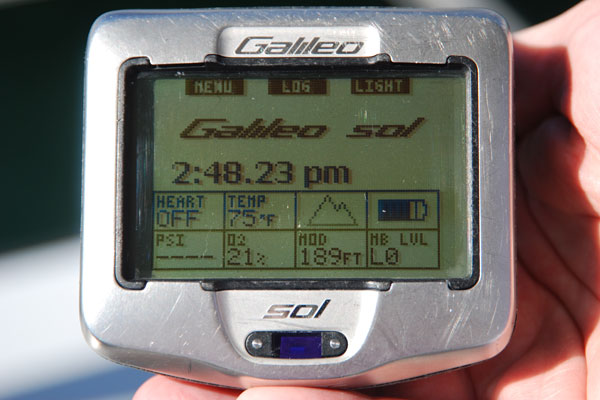 Galileo
MENU LOG LIGHT
Galileo sol
2:48.23 pm
HEART TEMP
OFF 75°F
PSI O2 MOD MB LVL
---- 21% 189FT L0
sol